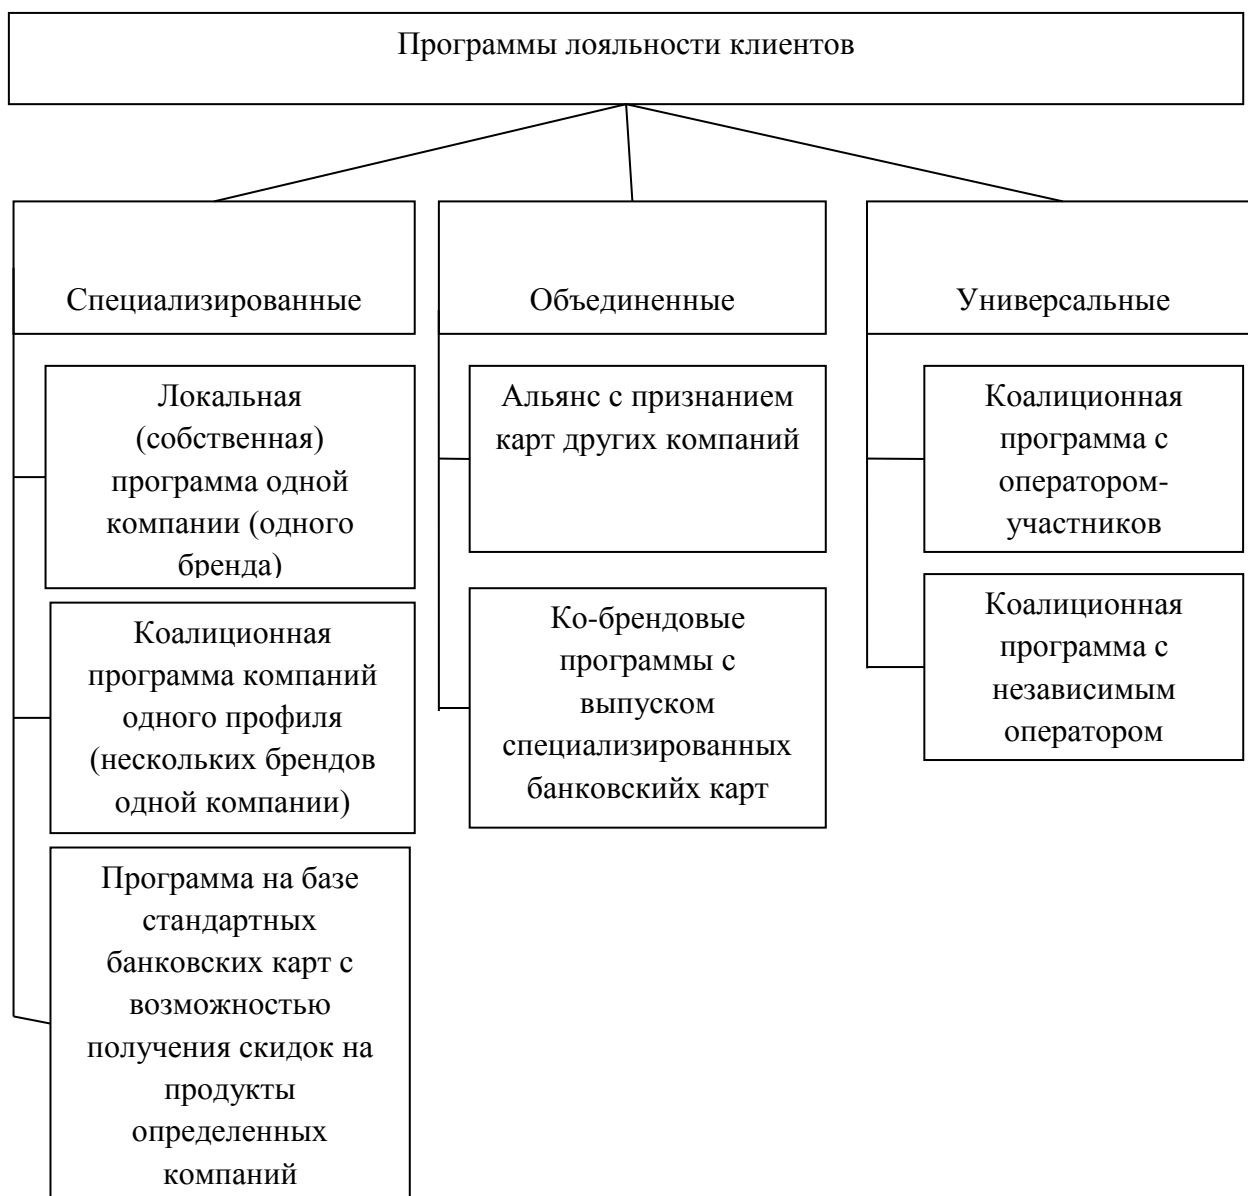 Программы лояльности клиентов
Специализированные
Объединенные
Универсальные
Локальная
(собственная)
программа одной
компании (одного
бренда)
Коалиционная
программа компаний
одного профиля
(нескольких брендов
одной компании)
Программа на базе
стандартных
банковских карт с
возможностью
получения скидок на
продукты
определенных
компаний
Альянс с признанием
карт других компаний
Ко-брендовые
программы с
выпуском
специализированных
банковскийх карт
Коалиционная
программа с
оператором-
участников
Коалиционная
программа с
независимым
оператором